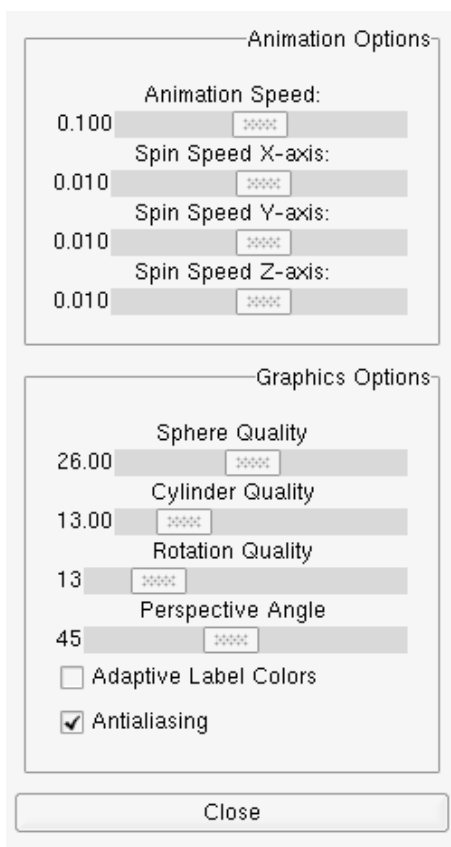 Animation Options
Animation Speed:
0.100
Spin Speed X-axis:
0.010
Spin Speed Y-axis:
0.010
Spin Speed Z-axis:
0.010
Graphics Options
Sphere Quality
26.00
Cylinder Quality
13.00
Rotation Quality
13
Perspective Angle
45
Adaptive Label Colors
Antialiasing
Close